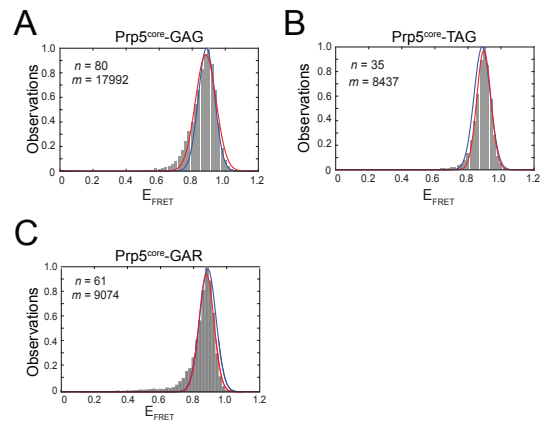 A
Prp5core-GAG
n = 80
m = 17992
Observations
1.0
0.8
0.6
0.4
0.2
0
0 0.2 0.4 0.6 0.8 1.0 1.2
EFRET
B
Prp5core-TAG
n = 35
m = 8437
Observations
1.0
0.8
0.6
0.4
0.2
0
0 0.2 0.4 0.6 0.8 1.0 1.2
EFRET
C
Prp5core-GAR
n = 61
m = 9074
Observations
1.0
0.8
0.6
0.4
0.2
0
0 0.2 0.4 0.6 0.8 1.0 1.2
EFRET